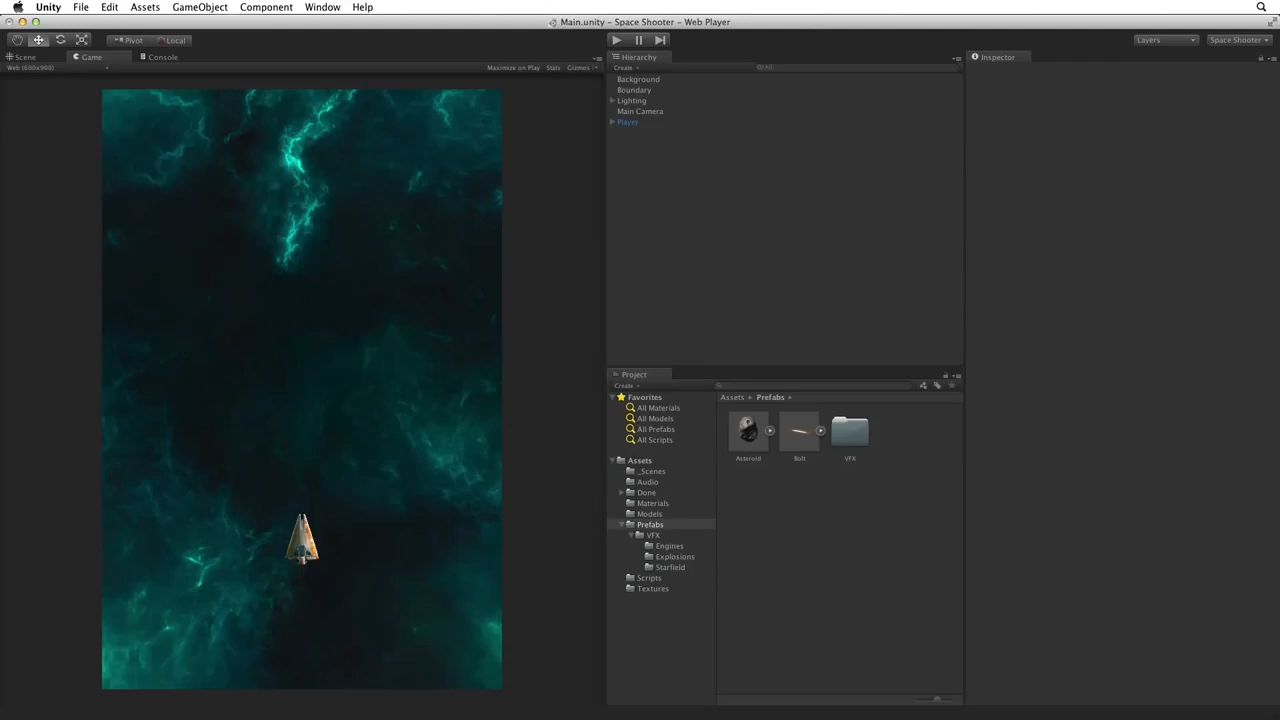 Unity File Edit Assets GameObject Component Window Help
Main.unity – Space Shooter – Web Player
Pivot Local
Layers
Space Shooter
Scene Game Console
Web (600x900)
Maximize on Play Stats Gizmos
Hierarchy
Create
All
Background
Boundary
Lighting
Main Camera
Player
Inspector
Project
Create
Favorites
All Materials
All Models
All Prefabs
All Scripts
Assets
_Scenes
Audio
Done
Materials
Models
Prefabs
VFX
Engines
Explosions
Starfield
Scripts
Textures
Assets Prefabs
Asteroid Bolt VFX